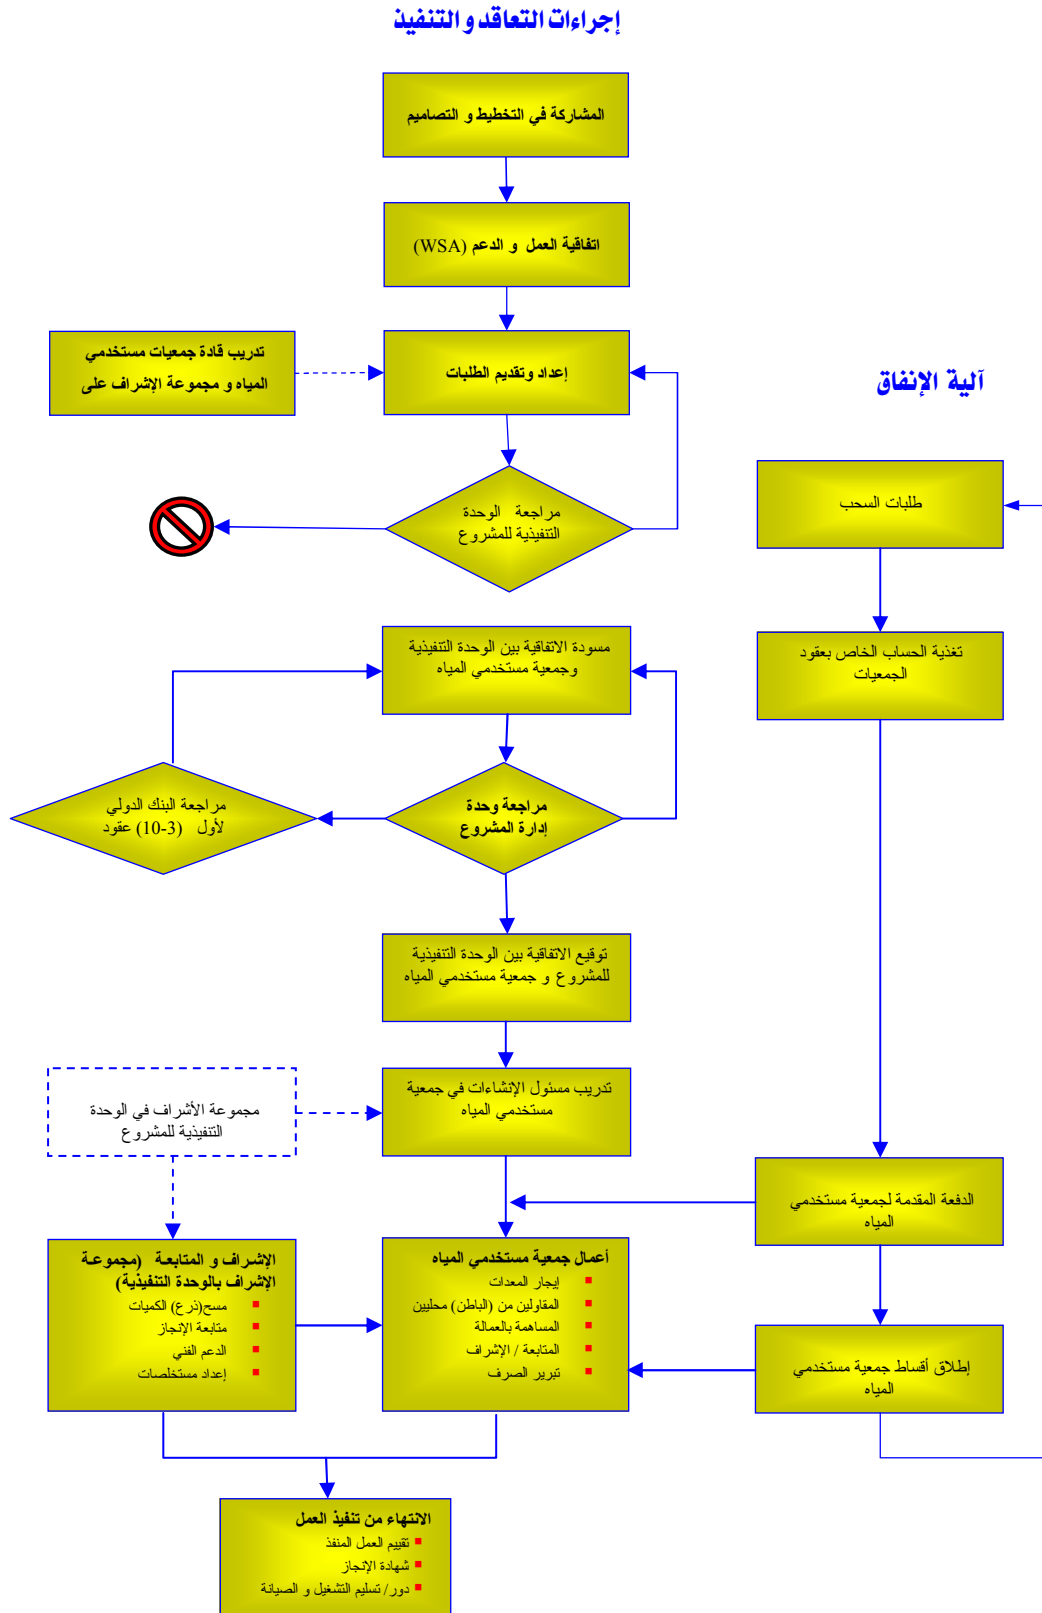 إجراءات التعاقد و التنفيذ
المشاركة في التخطيط و التصاميم
اتفاقية العمل و الدعم (WSA)
تدريب قادة جمعيات مستخدمي
المياه و مجموعة الإشراف على
إعداد وتقديم الطلبات
مراجعة الوحدة
التنفيذية للمشروع
مسودة الاتفاقية بين الوحدة التنفيذية
وجمعية مستخدمي المياه
مراجعة وحدة
إدارة المشروع
مراجعة البنك الدولي
لأول (3-10) عقود
توقيع الاتفاقية بين الوحدة التنفيذية
للمشروع و جمعية مستخدمي المياه
تدريب مسئول الإنشاءات في جمعية
مستخدمي المياه
مجموعة الأشراف في الوحدة
التنفيذية للمشروع
أعمال جمعية مستخدمي المياه
▪ إيجار المعدات
▪ المقاولين من (الباطن) محليين
▪ المساهمة بالعمالة
▪ المتابعة / الإشراف
▪ تبرير الصرف
الإشراف و المتابعة (مجموعة
الإشراف بالوحدة التنفيذية)
▪ مسح(ذرع) الكميات
▪ متابعة الإنجاز
▪ الدعم الفني
▪ إعداد مستخلصات
الانتهاء من تنفيذ العمل
▪ تقييم العمل المنفذ
▪ شهادة الإنجاز
▪ دور/ تسليم التشغيل و الصيانة
آلية الإنفاق
طلبات السحب
تغذية الحساب الخاص بعقود
الجمعيات
الدفعة المقدمة لجمعية مستخدمي
المياه
إطلاق أقساط جمعية مستخدمي
المياه